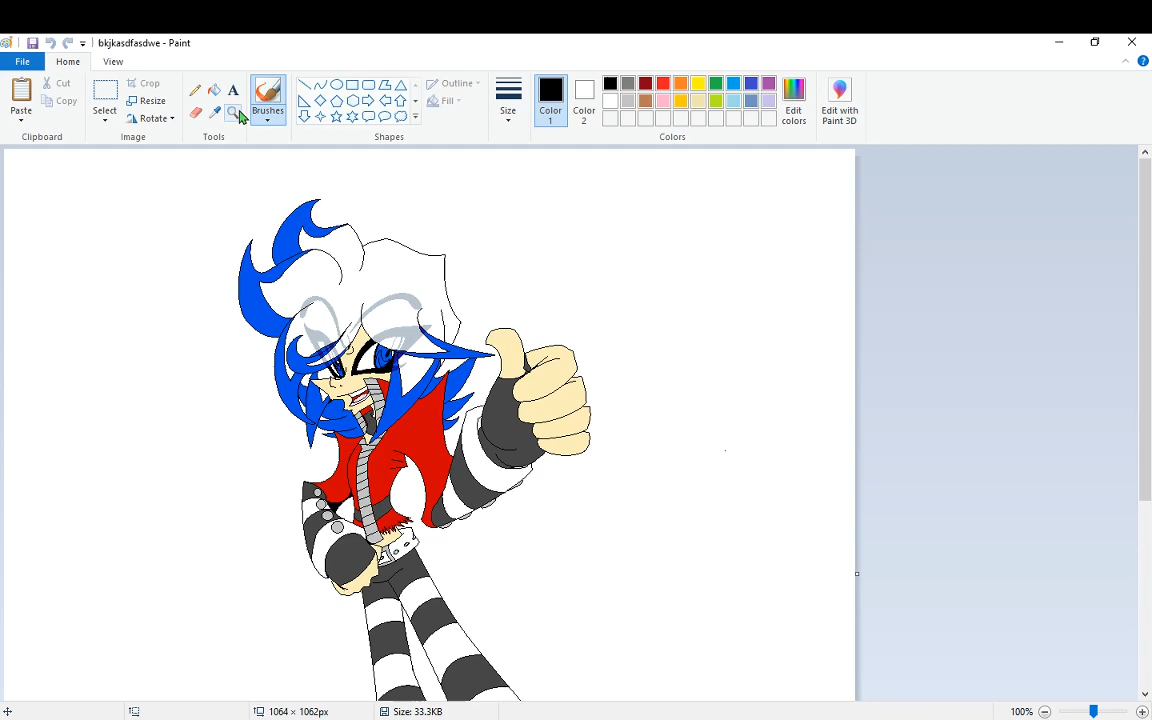 bkjkasdfasdwe - Paint
File Home View
Paste
Cut
Copy
Clipboard
Select
Crop
Resize
Rotate
Image
A
Tools
Brushes
Outline
Fill
Shapes
Size
Color 1
Color 2
Edit colors
Colors
Edit with Paint 3D
1064 × 1062px
Size: 33.3KB
100%